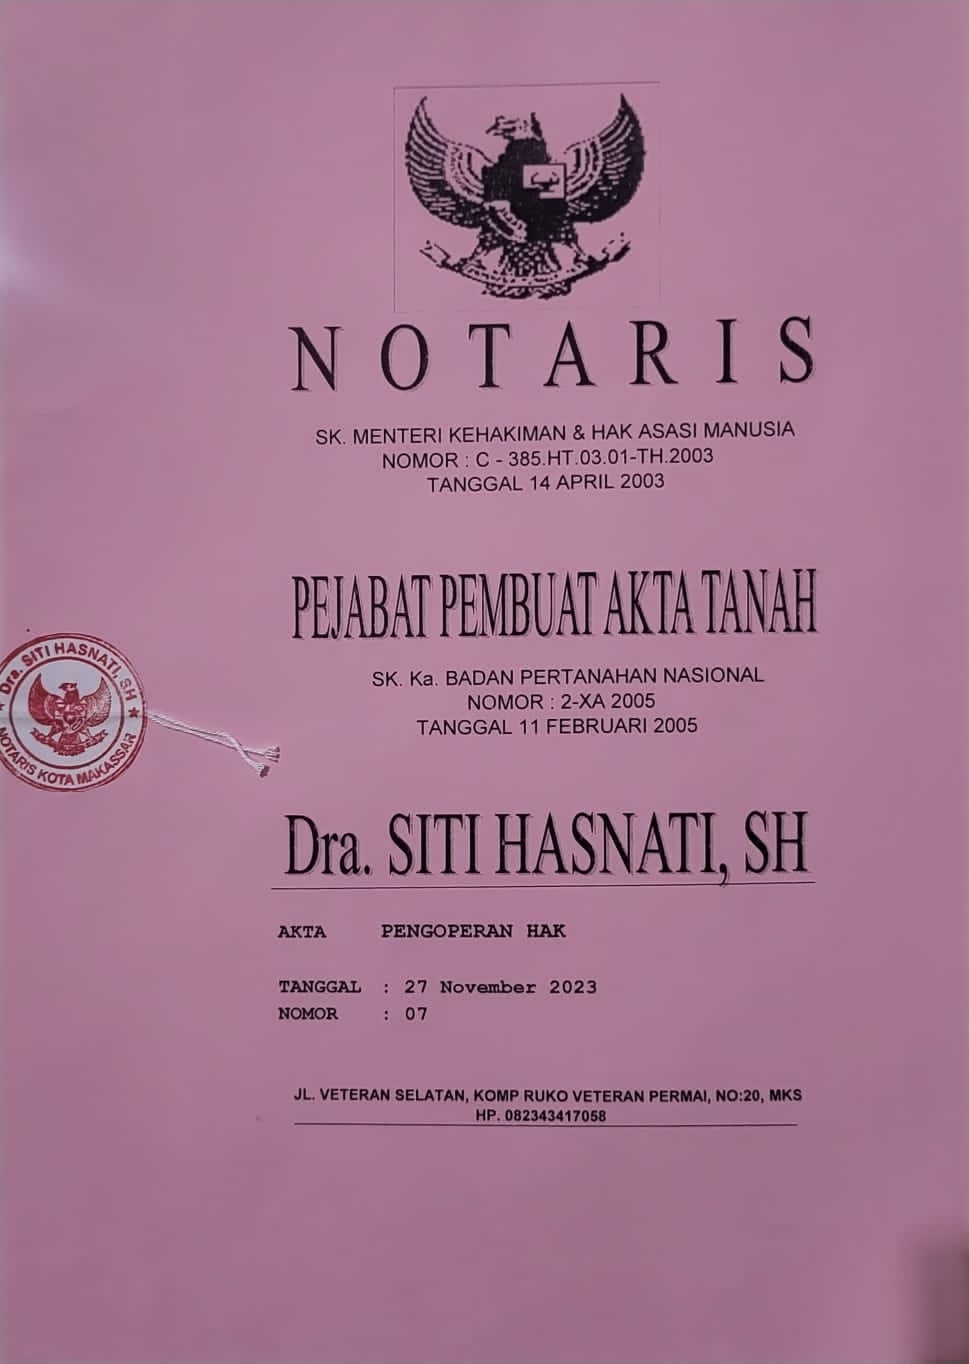 NOTARIS
SK. MENTERI KEHAKIMAN & HAK ASASI MANUSIA
NOMOR : C - 385.HT.03.01-TH.2003
TANGGAL 14 APRIL 2003
PEJABAT PEMBUAT AKTA TANAH
SK. Ka. BADAN PERTANAHAN NASIONAL
NOMOR : 2-XA 2005
TANGGAL 11 FEBRUARI 2005
Dra. SITI HASNATI, SH
NOTARIS KOTA MAKASSAR
Dra. SITI HASNATI, SH
AKTA PENGOPERAN HAK
TANGGAL : 27 November 2023
NOMOR : 07
JL. VETERAN SELATAN, KOMP RUKO VETERAN PERMAI, NO:20, MKS
HP. 082343417058